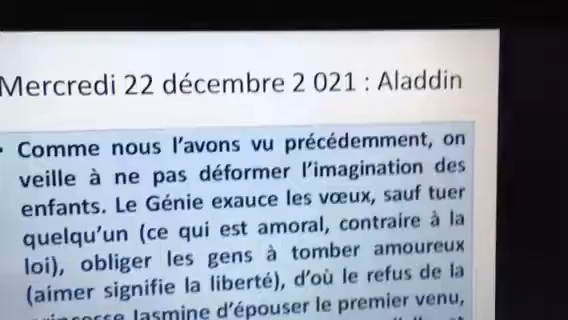 Mercredi 22 décembre 2 021 : Aladdin
• Comme nous l'avons vu précédemment, on
veille à ne pas déformer l'imagination des
enfants. Le Génie exauce les vœux, sauf tuer
quelqu'un (ce qui est amoral, contraire à la
loi), obliger les gens à tomber amoureux
(aimer signifie la liberté), d'où le refus de la
princesse Jasmine d'épouser le premier venu,